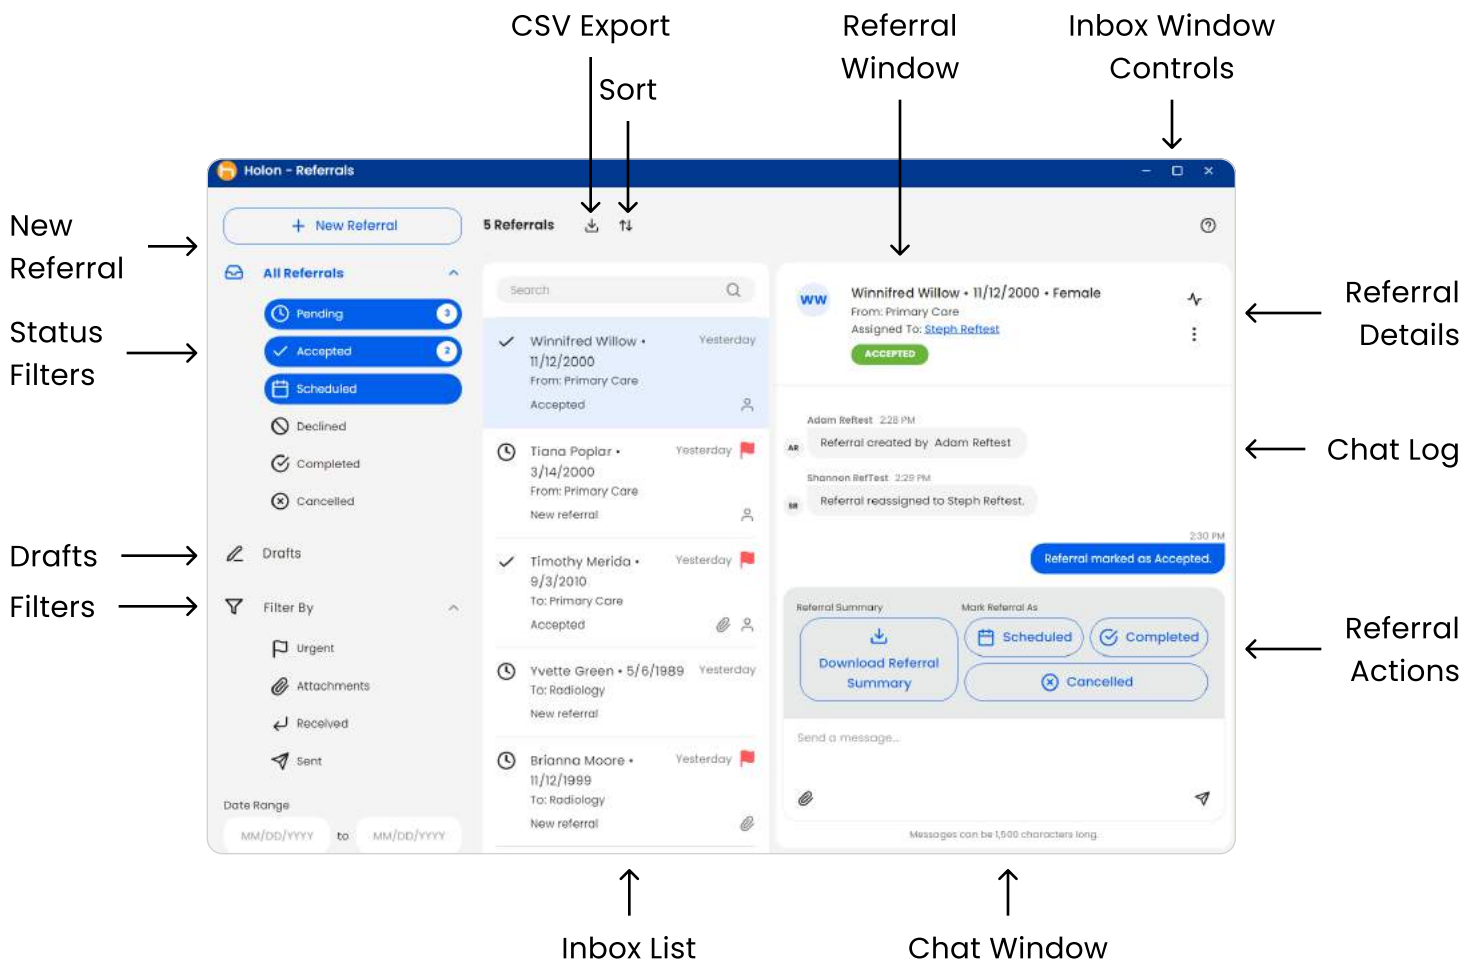 CSV Export
Sort
Referral
Window
Inbox Window
Controls
Holon - Referrals
New
Referral
Status
Filters
Drafts
Filters
+ New Referral
All Referrals
Pending 3
Accepted 2
Scheduled
Declined
Completed
Cancelled
Drafts
Filter By
Urgent
Attachments
Received
Sent
Date Range
MM/DD/YYYY to MM/DD/YYYY
5 Referrals
Search
Winnifred Willow • Yesterday
11/12/2000
From: Primary Care
Accepted
Tiana Poplar • Yesterday
3/14/2000
From: Primary Care
New referral
Timothy Merida • Yesterday
9/3/2010
To: Primary Care
Accepted
Yvette Green • 5/6/1989 Yesterday
To: Radiology
New referral
Brianna Moore • Yesterday
11/12/1999
To: Radiology
New referral
WW
Winnifred Willow • 11/12/2000 • Female
From: Primary Care
Assigned To: Steph Reftest
ACCEPTED
Adam Reftest 2:28 PM
AR
Referral created by Adam Reftest
Shannon RefTest 2:29 PM
SR
Referral reassigned to Steph Reftest.
2:30 PM
Referral marked as Accepted.
Referral Summary
Download Referral
Summary
Mark Referral As
Scheduled
Completed
Cancelled
Send a message...
Messages can be 1,500 characters long.
Referral
Details
Chat Log
Referral
Actions
Inbox List
Chat Window